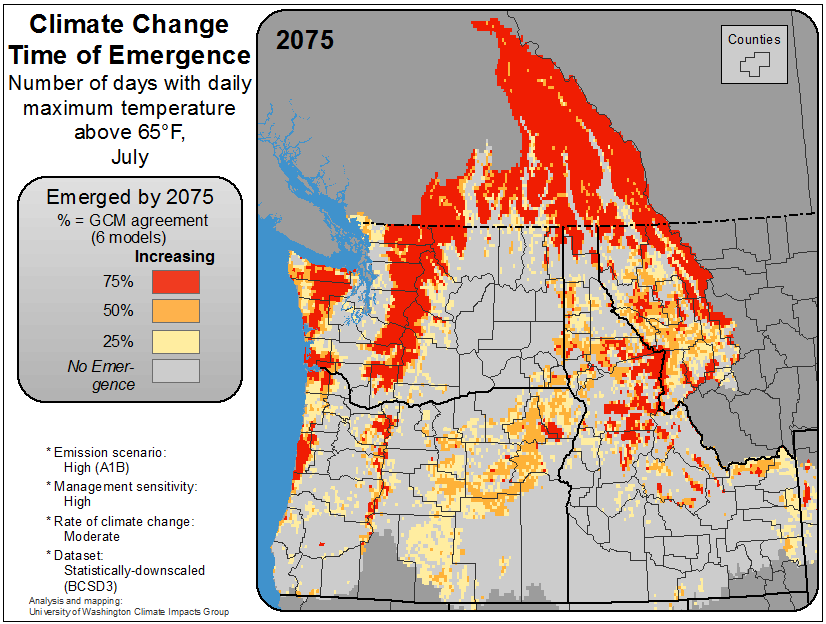 Climate Change
Time of Emergence
Number of days with daily
maximum temperature
above 65°F,
July
Emerged by 2075
% = GCM agreement
(6 models)
Increasing
75%
50%
25%
No Emer-
gence
* Emission scenario:
High (A1B)
* Management sensitivity:
High
* Rate of climate change:
Moderate
* Dataset:
Statistically-downscaled
(BCSD3)
Analysis and mapping:
University of Washington Climate Impacts Group
2075
Counties